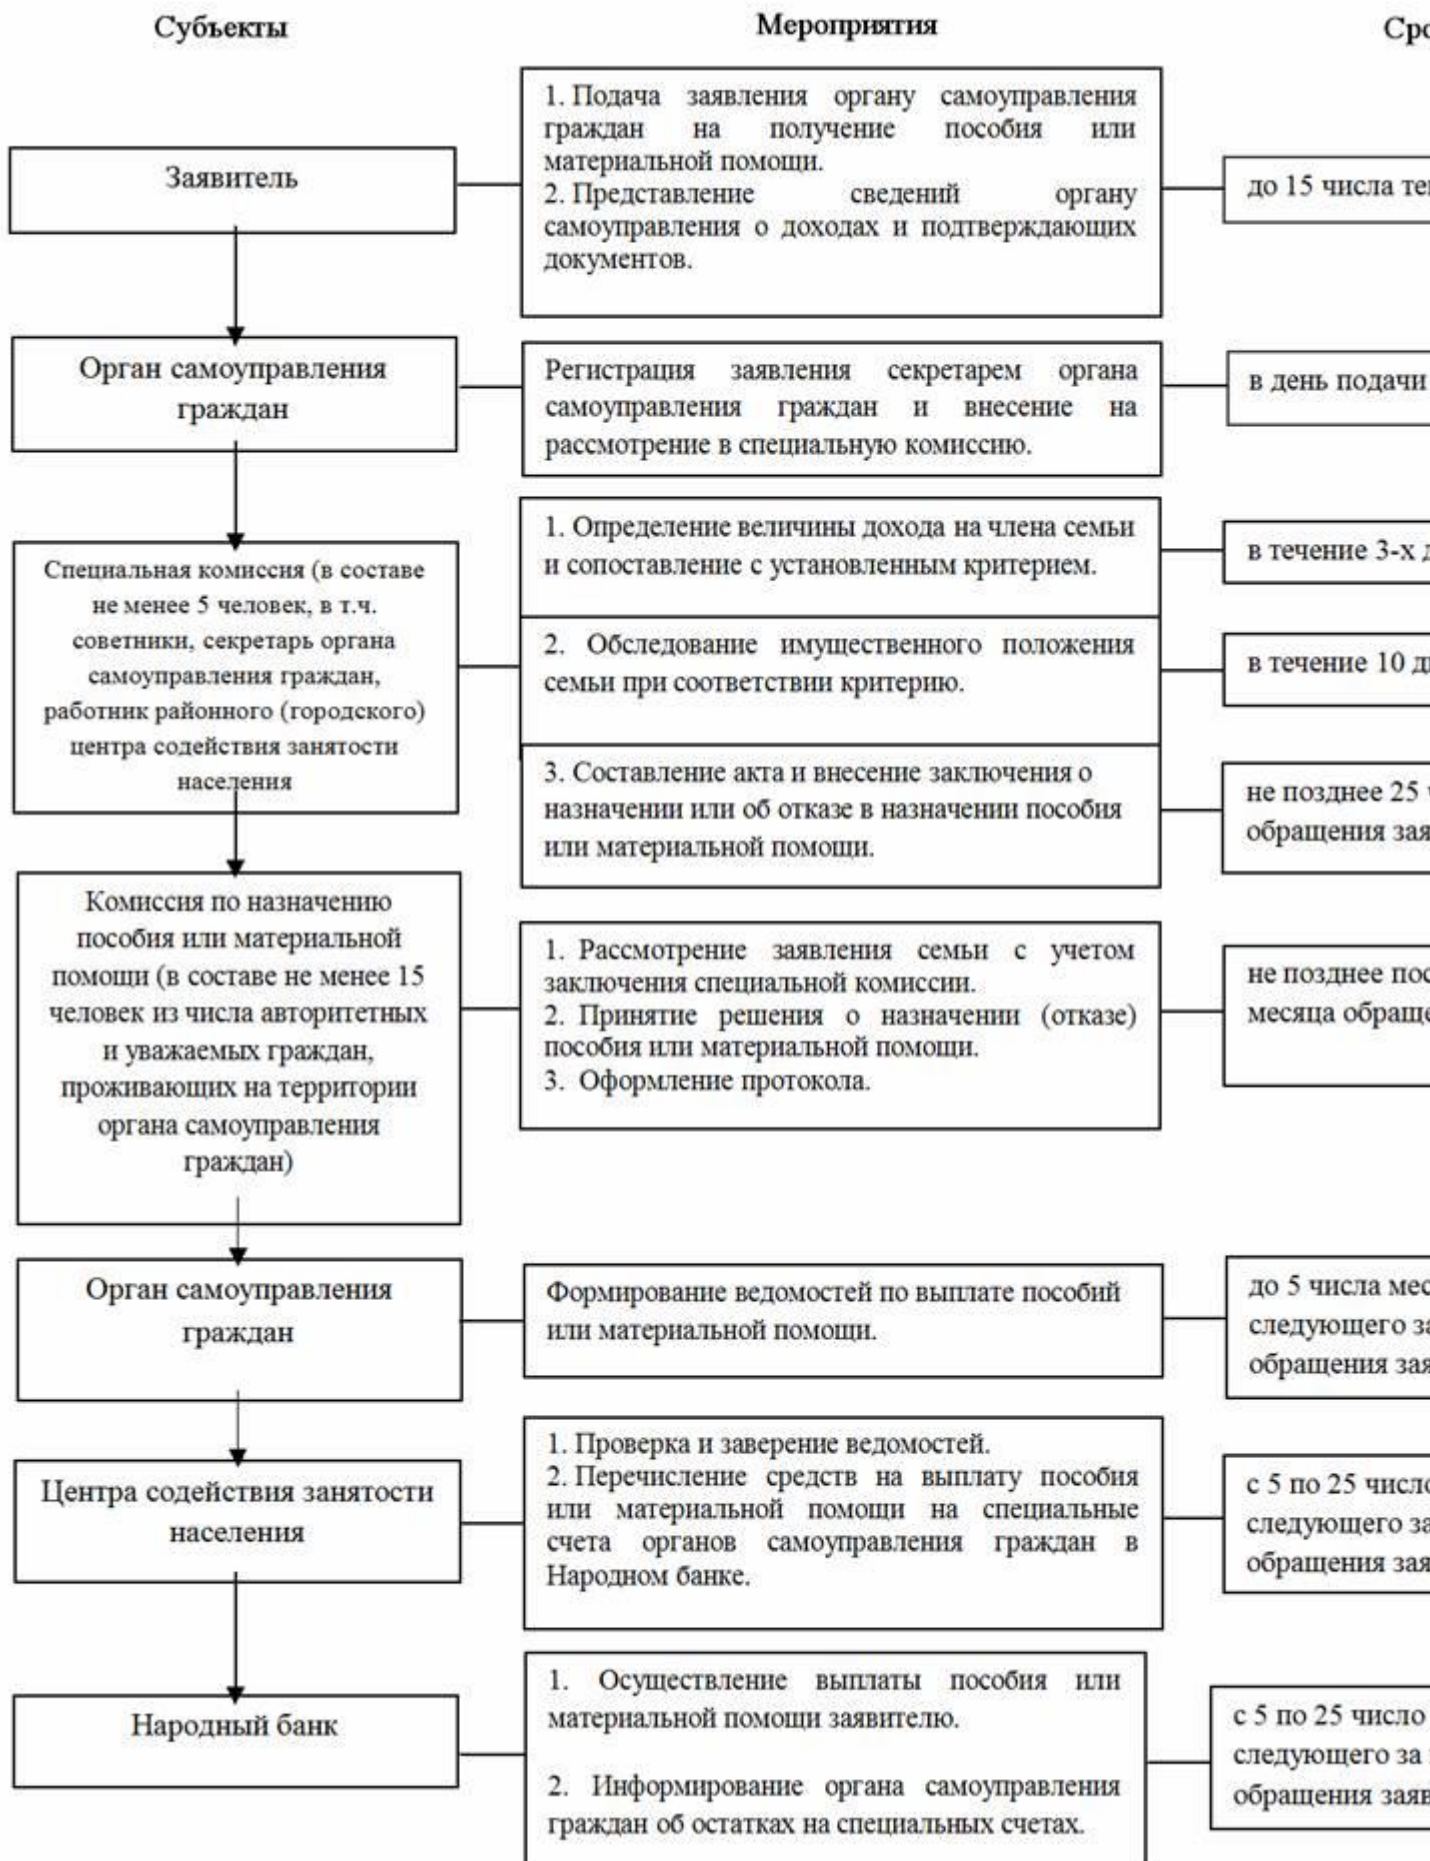 Субъекты
Мероприятия
Заявитель
1. Подача заявления органу самоуправления
граждан на получение пособия или
материальной помощи.
2. Представление сведений органу
самоуправления о доходах и подтверждающих
документов.
до 15 числа
Орган самоуправления
граждан
Регистрация заявления секретарем органа
самоуправления граждан и внесение на
рассмотрение в специальную комиссию.
в день подачи
Специальная комиссия (в составе
не менее 5 человек, в т.ч.
советники, секретарь органа
самоуправления граждан,
работник районного (городского)
центра содействия занятости
населения
1. Определение величины дохода на члена семьи
и сопоставление с установленным критерием.
в течение 3-х
2. Обследование имущественного положения
семьи при соответствии критерию.
в течение 10
3. Составление акта и внесение заключения о
назначении или об отказе в назначении пособия
или материальной помощи.
не позднее 25
обращения
Комиссия по назначению
пособия или материальной
помощи (в составе не менее 15
человек из числа авторитетных
и уважаемых граждан,
проживающих на территории
органа самоуправления
граждан)
1. Рассмотрение заявления семьи с учетом
заключения специальной комиссии.
2. Принятие решения о назначении (отказе)
пособия или материальной помощи.
3. Оформление протокола.
не позднее
месяца
Орган самоуправления
граждан
Формирование ведомостей по выплате пособий
или материальной помощи.
до 5 числа
следующего
обращения
Центра содействия занятости
населения
1. Проверка и заверение ведомостей.
2. Перечисление средств на выплату пособия
или материальной помощи на специальные
счета органов самоуправления граждан в
Народном банке.
с 5 по 25 число
следующего
обращения
Народный банк
1. Осуществление выплаты пособия или
материальной помощи заявителю.
2. Информирование органа самоуправления
граждан об остатках на специальных счетах.
с 5 по 25 число
следующего за
обращения